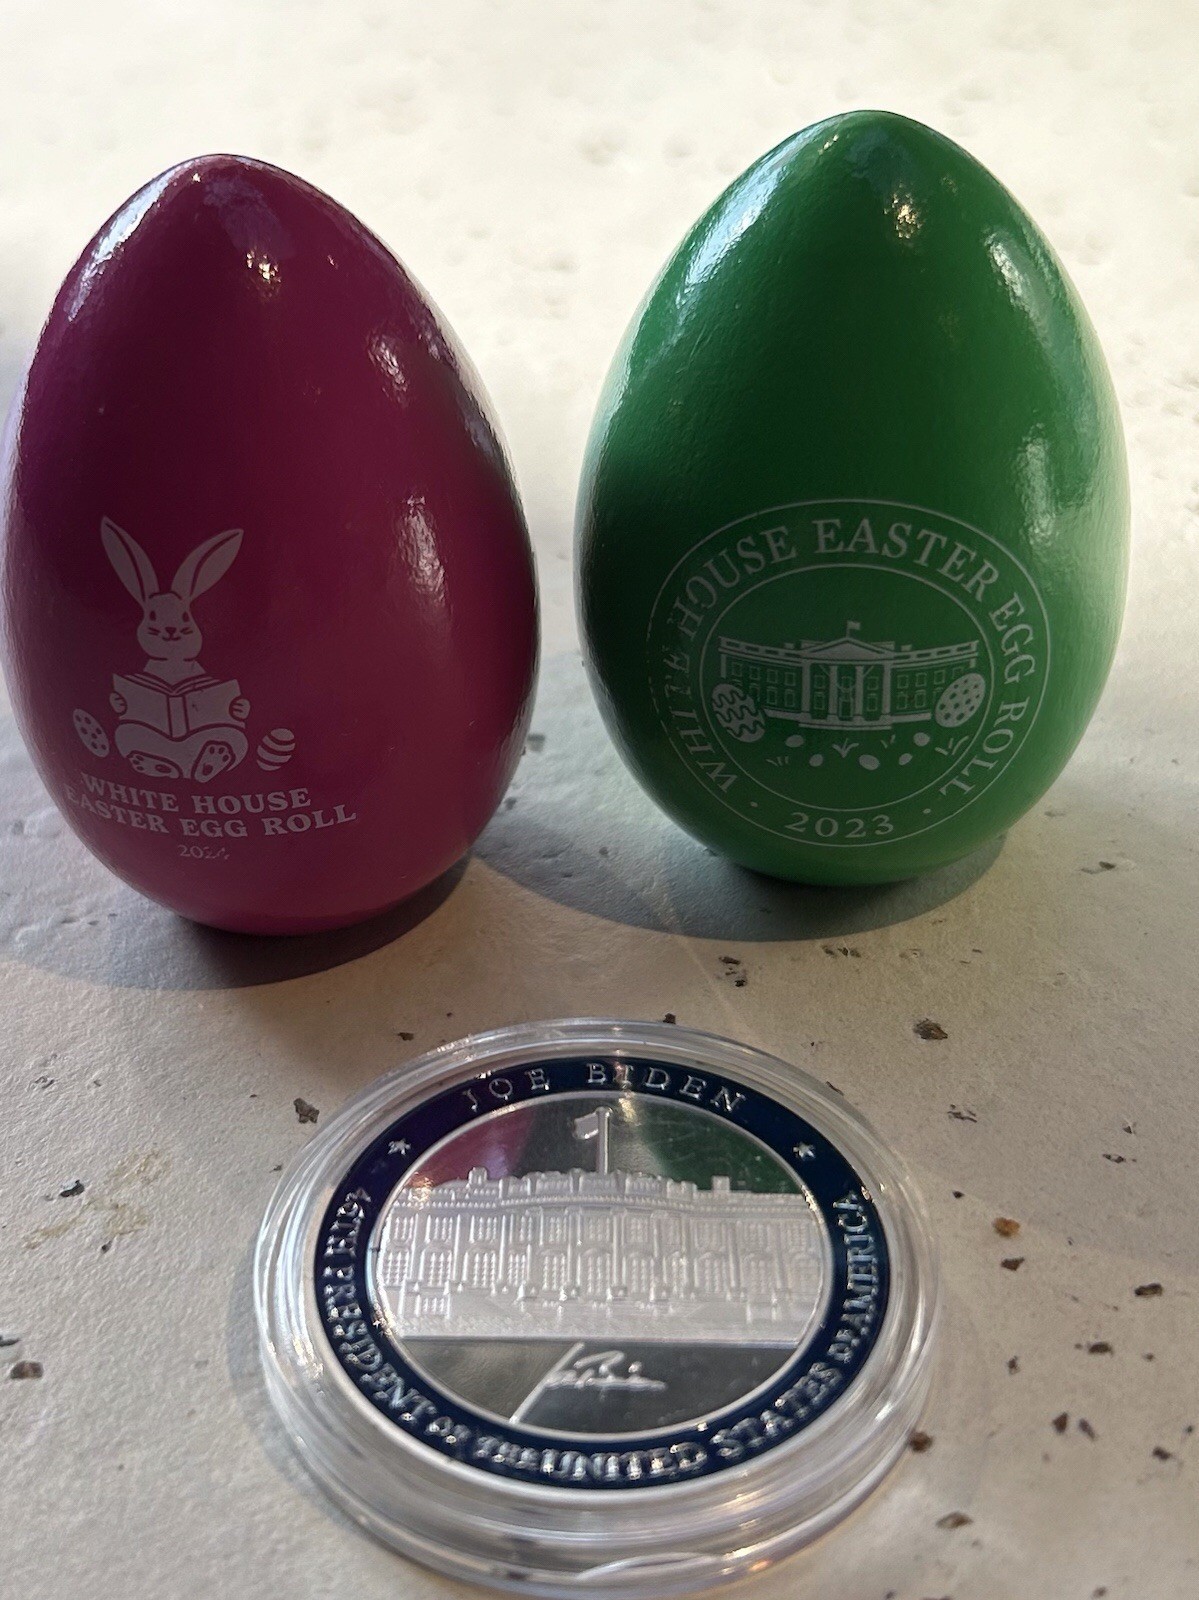 WHITE HOUSE
EASTER EGG ROLL
2024
WHITE HOUSE EASTER EGG ROLL
· 2023 ·
JOE BIDEN
46TH PRESIDENT OF THE UNITED STATES OF AMERICA